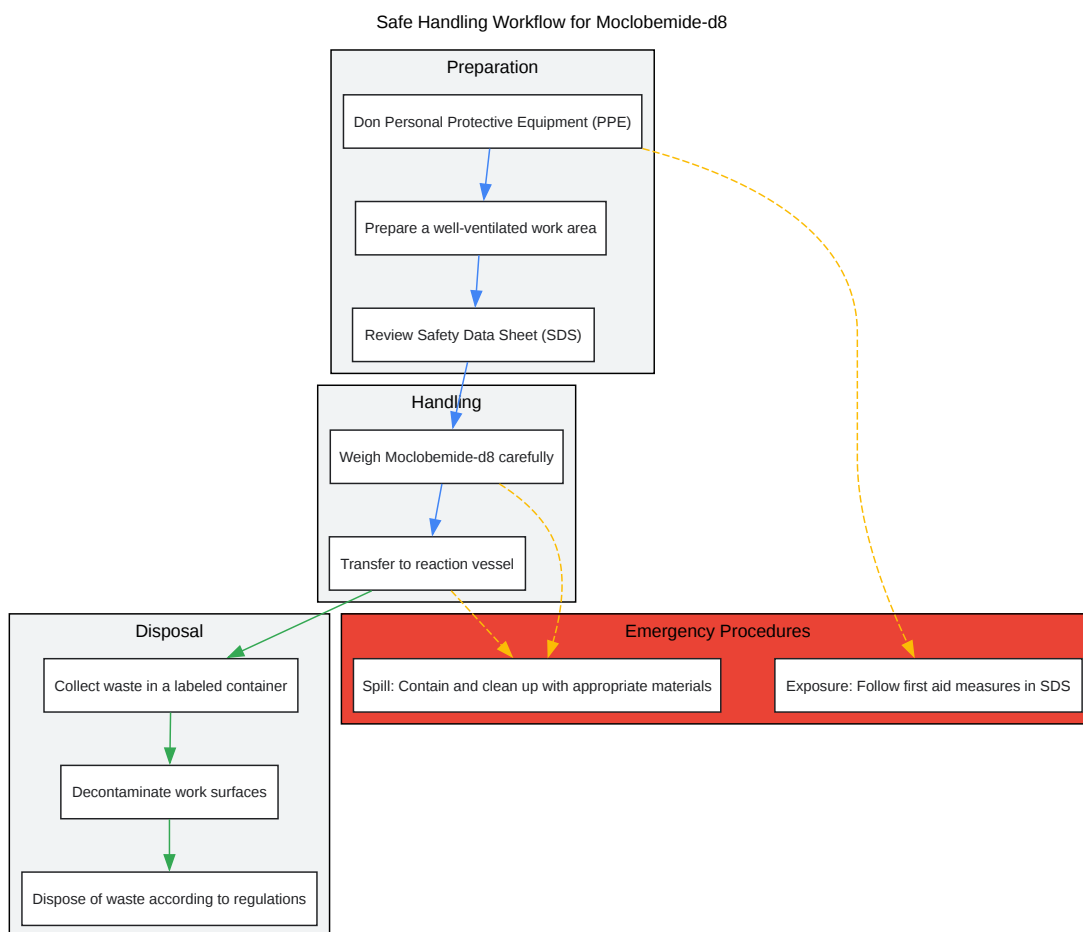 Safe Handling Workflow for Moclobemide-d8
Preparation
Don Personal Protective Equipment (PPE)
Prepare a well-ventilated work area
Review Safety Data Sheet (SDS)
Handling
Weigh Moclobemide-d8 carefully
Transfer to reaction vessel
Disposal
Collect waste in a labeled container
Decontaminate work surfaces
Dispose of waste according to regulations
Emergency Procedures
Spill: Contain and clean up with appropriate materials
Exposure: Follow first aid measures in SDS